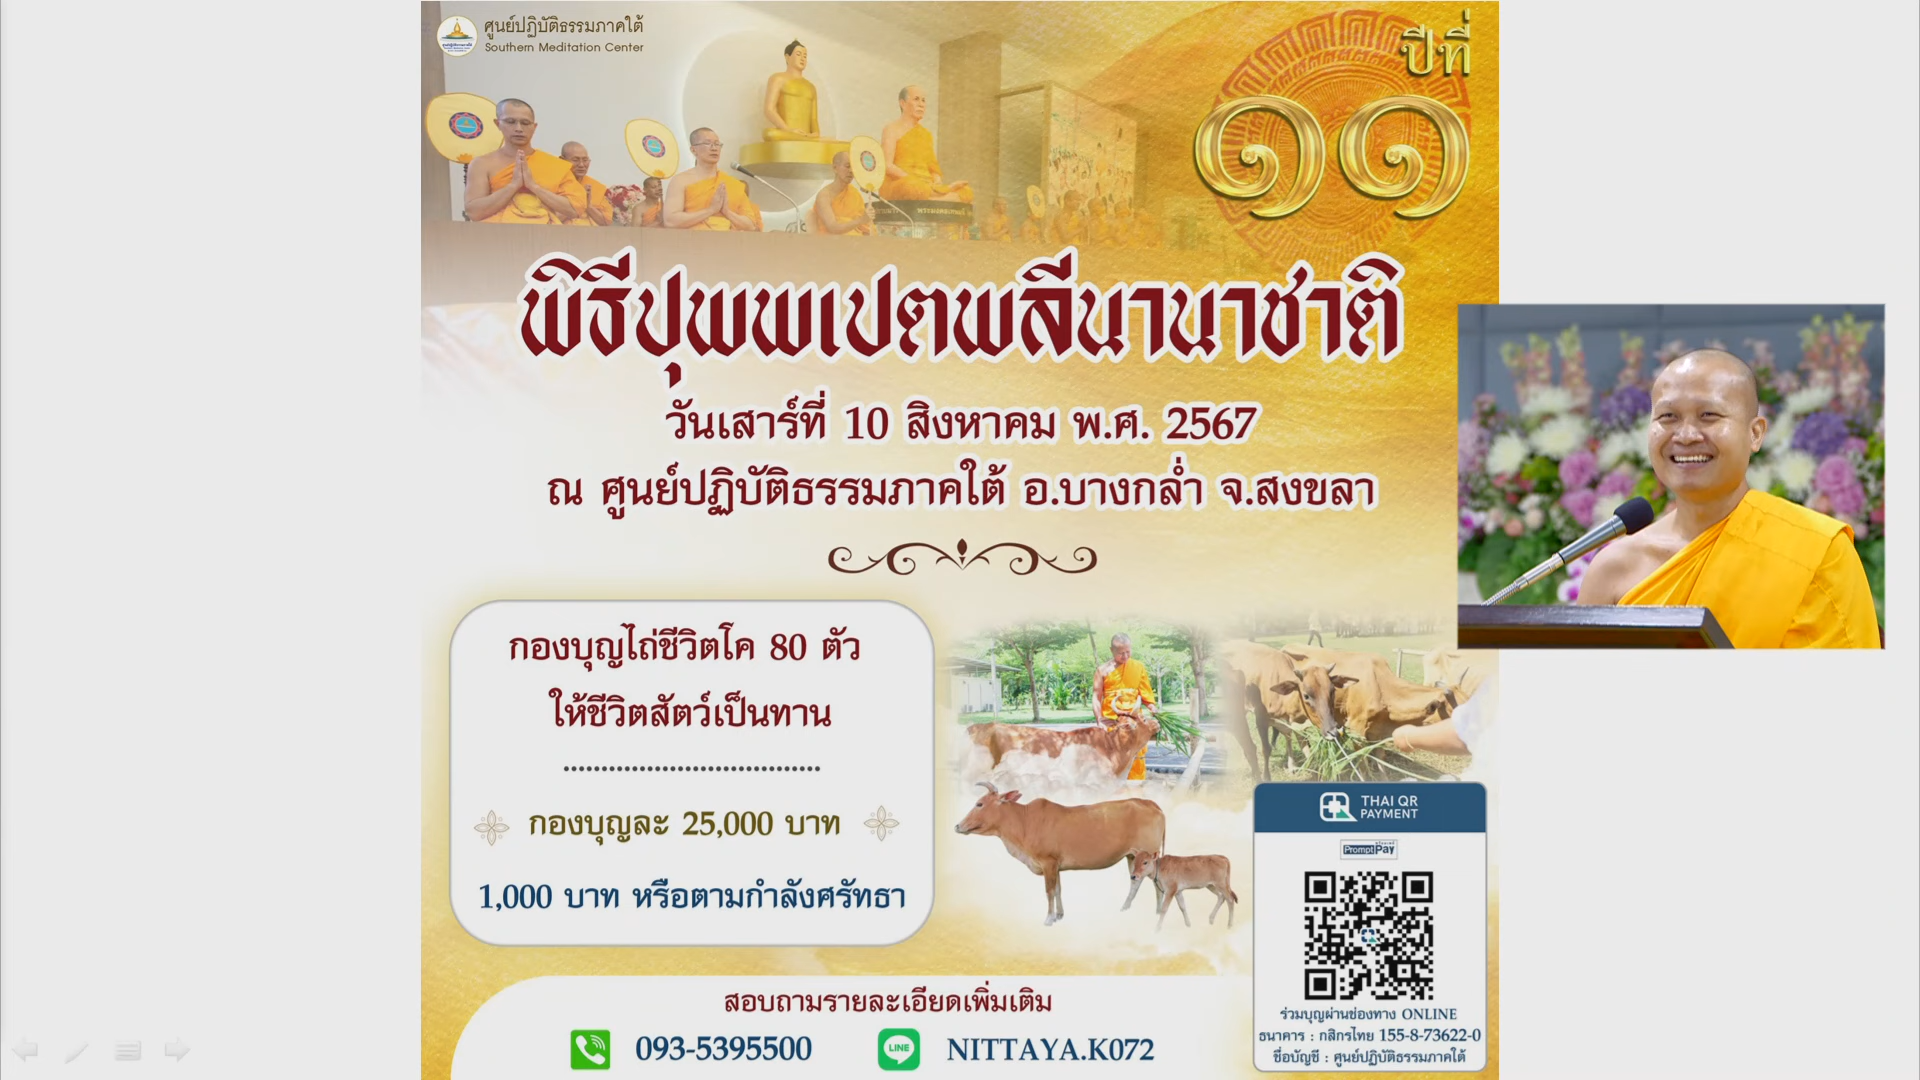 ศูนย์ปฏิบัติธรรมภาคใต้
Southern Meditation Center
ปีที่
๑๑
พิธีปุพพเปตพลีนานาชาติ
วันเสาร์ที่ 10 สิงหาคม พ.ศ. 2567
ณ ศูนย์ปฏิบัติธรรมภาคใต้ อ.บางกล่ำ จ.สงขลา
กองบุญไถ่ชีวิตโค 80 ตัว
ให้ชีวิตสัตว์เป็นทาน
กองบุญละ 25,000 บาท
1,000 บาท หรือตามกำลังศรัทธา
THAI QR
PAYMENT
PromptPay
ร่วมบุญผ่านช่องทาง ONLINE
ธนาคาร : กสิกรไทย 155-8-73622-0
ชื่อบัญชี : ศูนย์ปฏิบัติธรรมภาคใต้
สอบถามรายละเอียดเพิ่มเติม
093-5395500
LINE
NITTAYA.K072